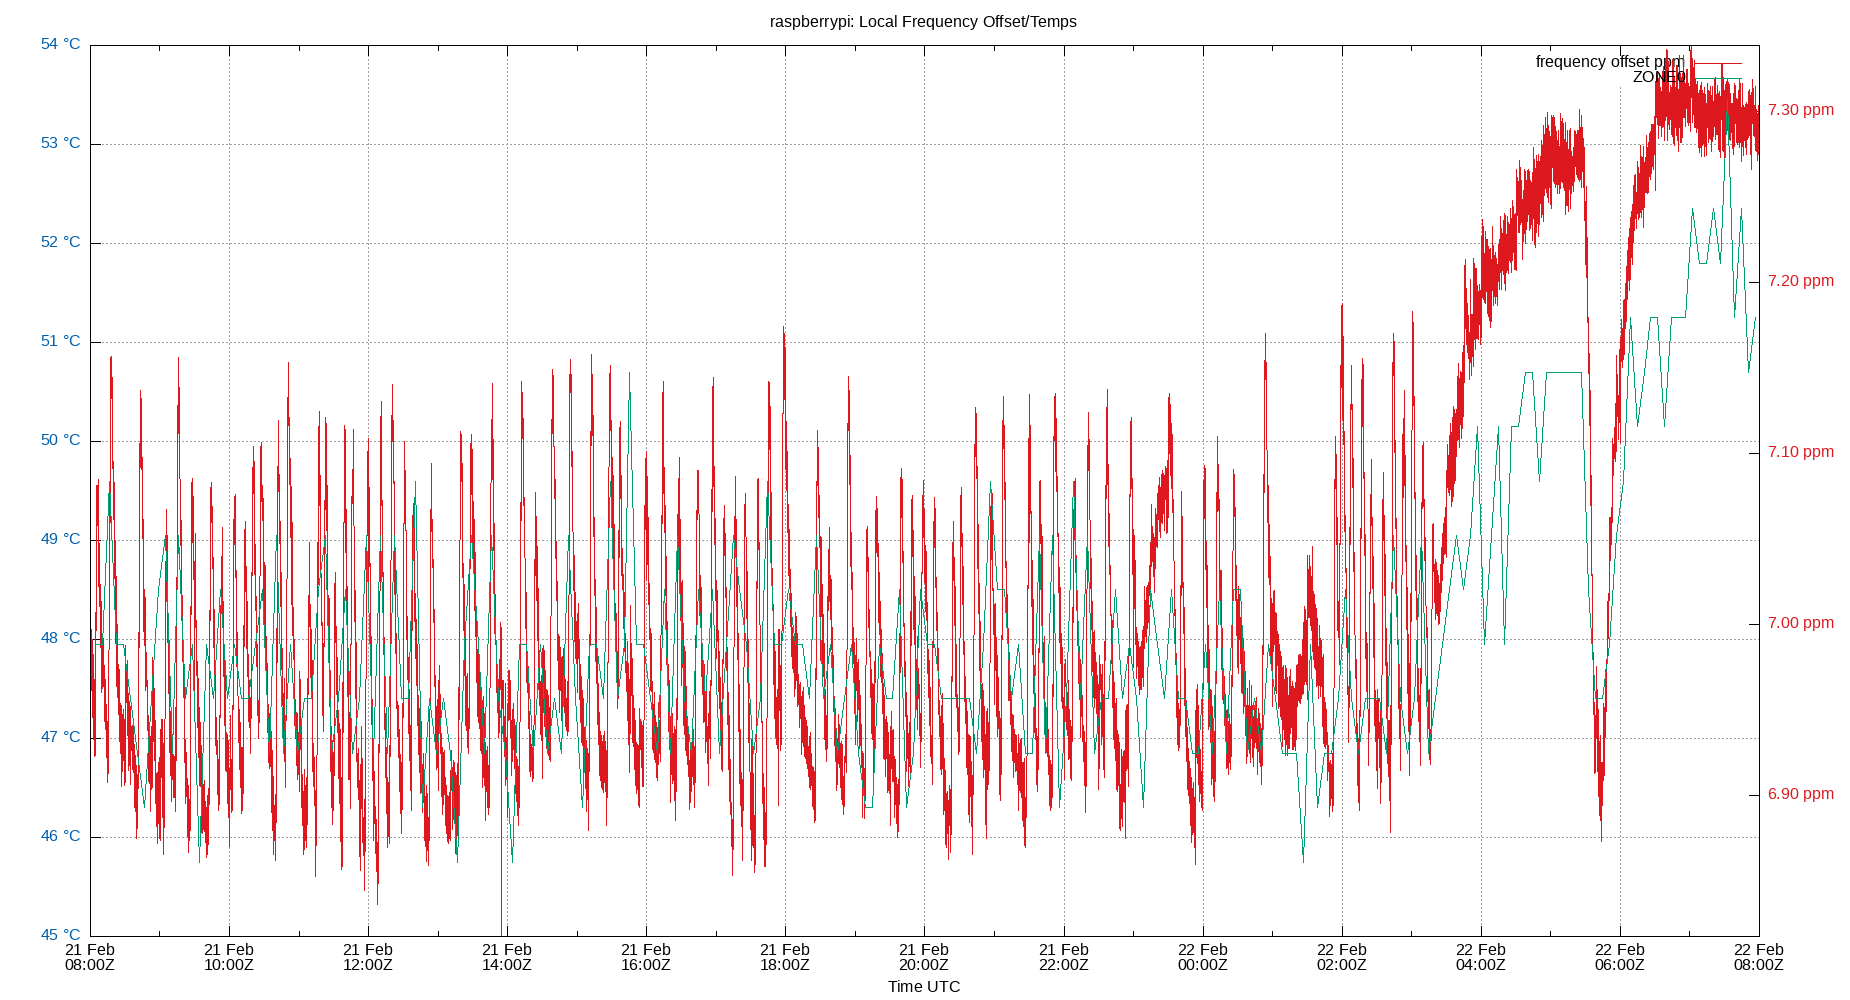 raspberrypi: Local Frequency Offset/Temps
54 °C
53 °C
52 °C
51 °C
50 °C
49 °C
48 °C
47 °C
46 °C
45 °C
frequency offset ppm
ZONE0
7.30 ppm
7.20 ppm
7.10 ppm
7.00 ppm
6.90 ppm
21 Feb
08:00Z
21 Feb
10:00Z
21 Feb
12:00Z
21 Feb
14:00Z
21 Feb
16:00Z
21 Feb
18:00Z
21 Feb
20:00Z
21 Feb
22:00Z
22 Feb
00:00Z
22 Feb
02:00Z
22 Feb
04:00Z
22 Feb
06:00Z
22 Feb
08:00Z
Time UTC